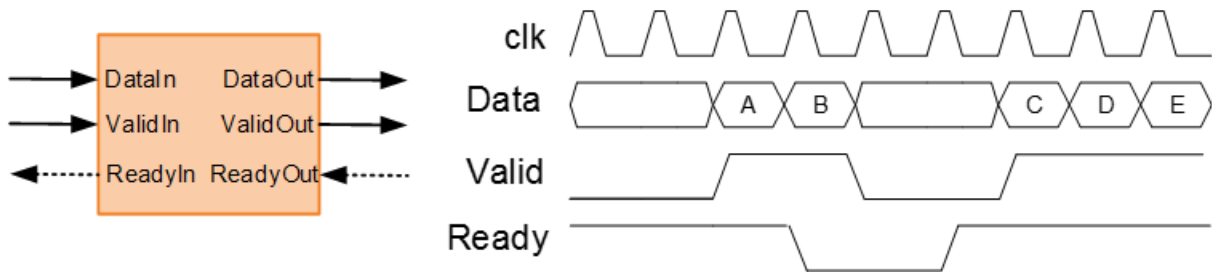 DataIn DataOut
ValidIn ValidOut
ReadyIn ReadyOut
clk
Data A B C D E
Valid
Ready